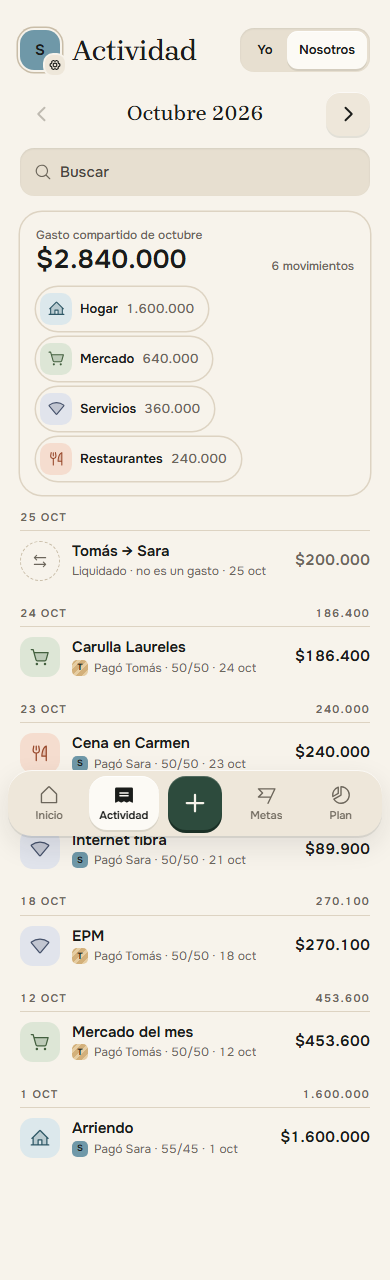 S
Actividad
Yo
Nosotros
Octubre 2026
Buscar
Gasto compartido de octubre
$2.840.000
6 movimientos
Hogar 1.600.000
Mercado 640.000
Servicios 360.000
Restaurantes 240.000
25 OCT
Tomás → Sara
$200.000
Liquidado · no es un gasto · 25 oct
24 OCT
186.400
Carulla Laureles
$186.400
T Pagó Tomás · 50/50 · 24 oct
23 OCT
240.000
Cena en Carmen
$240.000
S Pagó Sara · 50/50 · 23 oct
Inicio
Actividad
Metas
Plan
Internet fibra
$89.900
S Pagó Sara · 50/50 · 21 oct
18 OCT
270.100
EPM
$270.100
T Pagó Tomás · 50/50 · 18 oct
12 OCT
453.600
Mercado del mes
$453.600
T Pagó Tomás · 50/50 · 12 oct
1 OCT
1.600.000
Arriendo
$1.600.000
S Pagó Sara · 55/45 · 1 oct